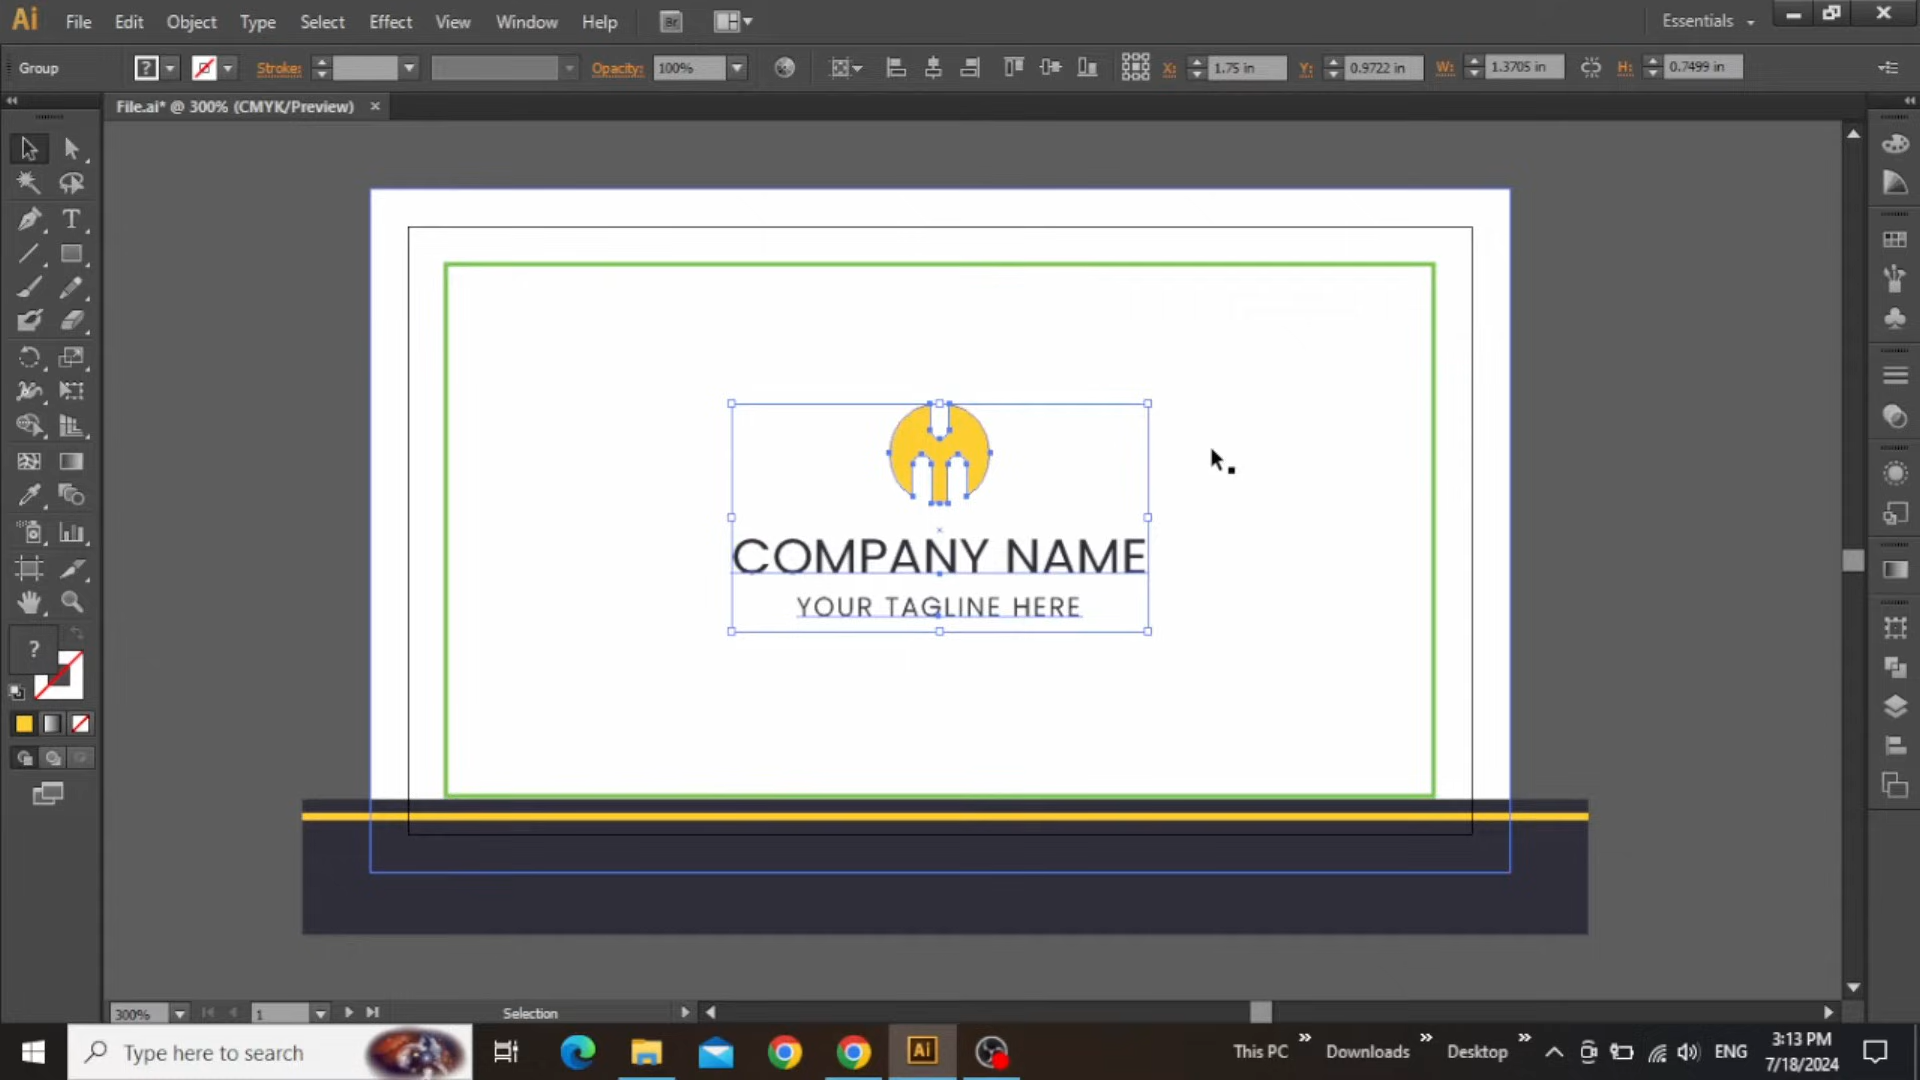 Ai File Edit Object Type Select Effect View Window Help Br Essentials
Group ? Stroke: Opacity: 100% X: 1.75 in Y: 0.9722 in W: 1.3705 in H: 0.7499 in
File.ai* @ 300% (CMYK/Preview)
T
COMPANY NAME
YOUR TAGLINE HERE
?
300% 1 Selection
Type here to search Ai This PC Downloads Desktop ENG 3:13 PM
7/18/2024